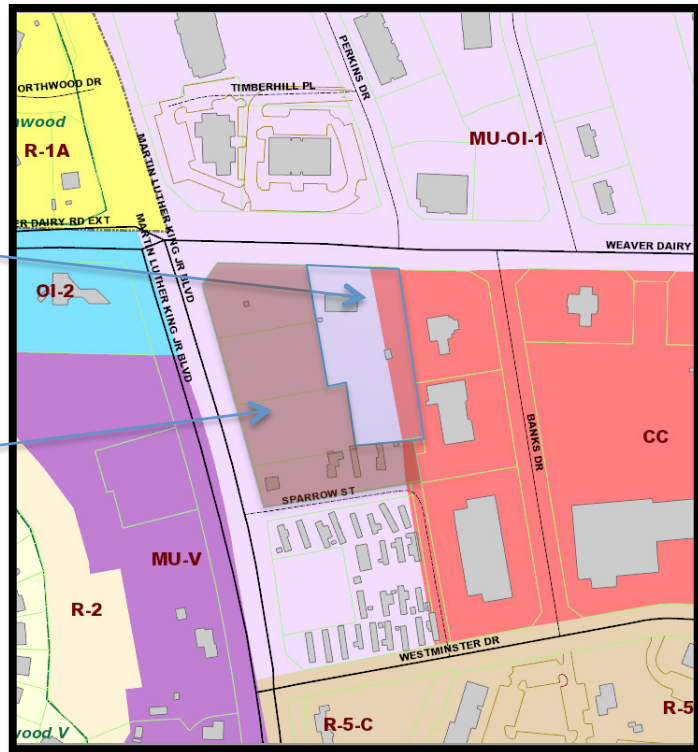 PERKINS DR
TIMBERHILL PL
ORTHWOOD DR
nwood
R-1A
MU-OI-1
MARTIN LUTHER KING JR BLVD
ER DAIRY RD EXT
WEAVER DAIRY
MARTIN LUTHER KING JR BLVD
OI-2
BANKS DR
CC
SPARROW ST
MU-V
R-2
WESTMINSTER DR
R-5-C
R-5
wood V